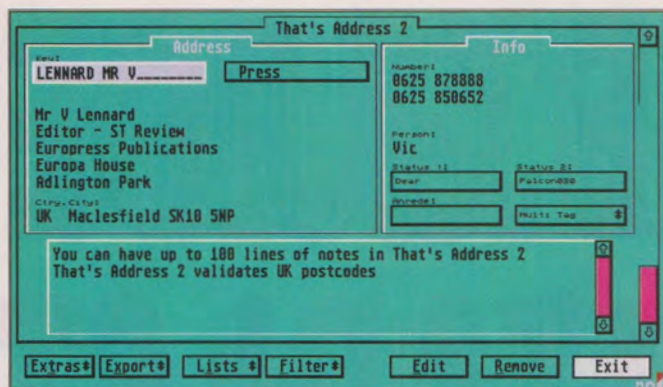 That's Address 2
Address
Info
Key:
LENNARD MR V________
Press
Number:
0625 878888
0625 850652
Mr V Lennard
Editor - ST Review
Europress Publications
Europa House
Adlington Park
Person:
Vic
Status 1:
Status 2:
Dear
Falcon030
Ctry.City:
UK Maclesfield SK10 5NP
Anrede:
Multi Tag
You can have up to 100 lines of notes in That's Address 2
That's Address 2 validates UK postcodes
Extras
Export
Lists
Filter
Edit
Remove
Exit